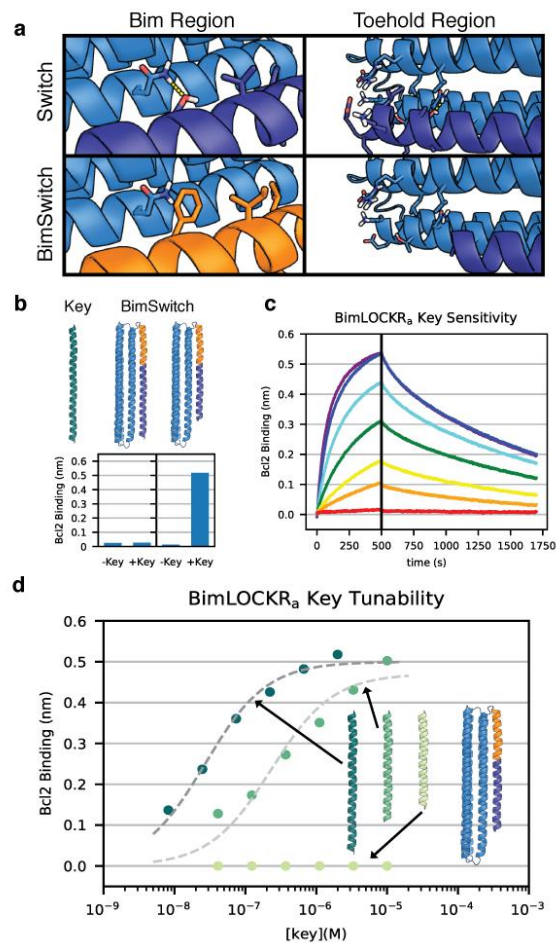 a
Bim Region
Toehold Region
Switch
BimSwitch
b
Key
BimSwitch
Bcl2 Binding (nm)
0.6
0.5
0.4
0.3
0.2
0.1
0
-Key +Key -Key +Key
c
BimLOCKRa Key Sensitivity
Bcl2 Binding (nm)
0.6
0.5
0.4
0.3
0.2
0.1
0.0
0 250 500 750 1000 1250 1500 1750
time (s)
d
BimLOCKRa Key Tunability
Bcl2 Binding (nm)
0.6
0.5
0.4
0.3
0.2
0.1
0.0
10⁻⁹ 10⁻⁸ 10⁻⁷ 10⁻⁶ 10⁻⁵ 10⁻⁴ 10⁻³
[key](M)